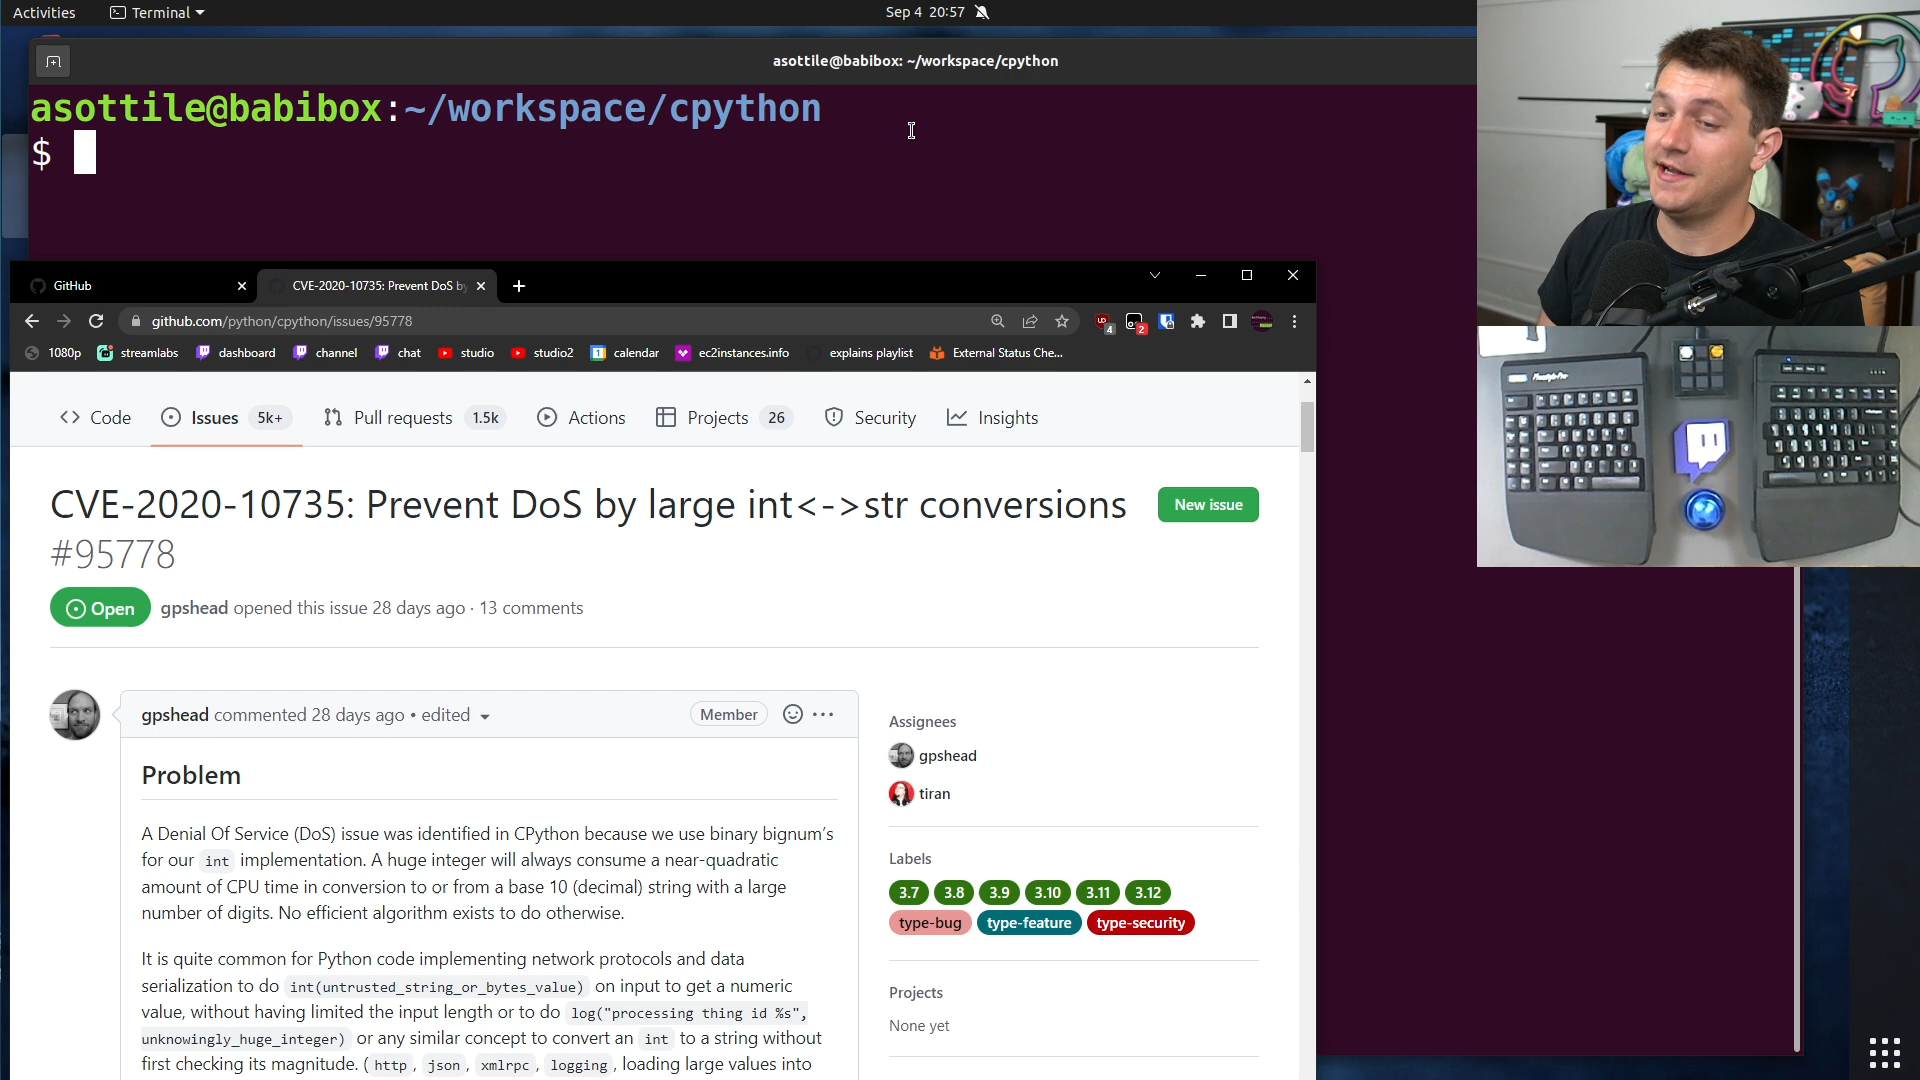 Activities
Terminal
Sep 4 20:57
asottile@babibox: ~/workspace/cpython
asottile@babibox:~/workspace/cpython
$
GitHub
CVE-2020-10735: Prevent DoS by
github.com/python/cpython/issues/95778
4
2
1080p
streamlabs
dashboard
channel
chat
studio
studio2
calendar
ec2instances.info
explains playlist
External Status Che...
Code
Issues 5k+
Pull requests 1.5k
Actions
Projects 26
Security
Insights
CVE-2020-10735: Prevent DoS by large int<->str conversions
#95778
New issue
Open
gpshead opened this issue 28 days ago · 13 comments
gpshead commented 28 days ago • edited
Member
Problem
A Denial Of Service (DoS) issue was identified in CPython because we use binary bignum's
for our int implementation. A huge integer will always consume a near-quadratic
amount of CPU time in conversion to or from a base 10 (decimal) string with a large
number of digits. No efficient algorithm exists to do otherwise.
It is quite common for Python code implementing network protocols and data
serialization to do int(untrusted_string_or_bytes_value) on input to get a numeric
value, without having limited the input length or to do log("processing thing id %s",
unknowingly_huge_integer) or any similar concept to convert an int to a string without
first checking its magnitude. (http, json, xmlrpc, logging, loading large values into
Assignees
gpshead
tiran
Labels
3.7 3.8 3.9 3.10 3.11 3.12
type-bug type-feature type-security
Projects
None yet